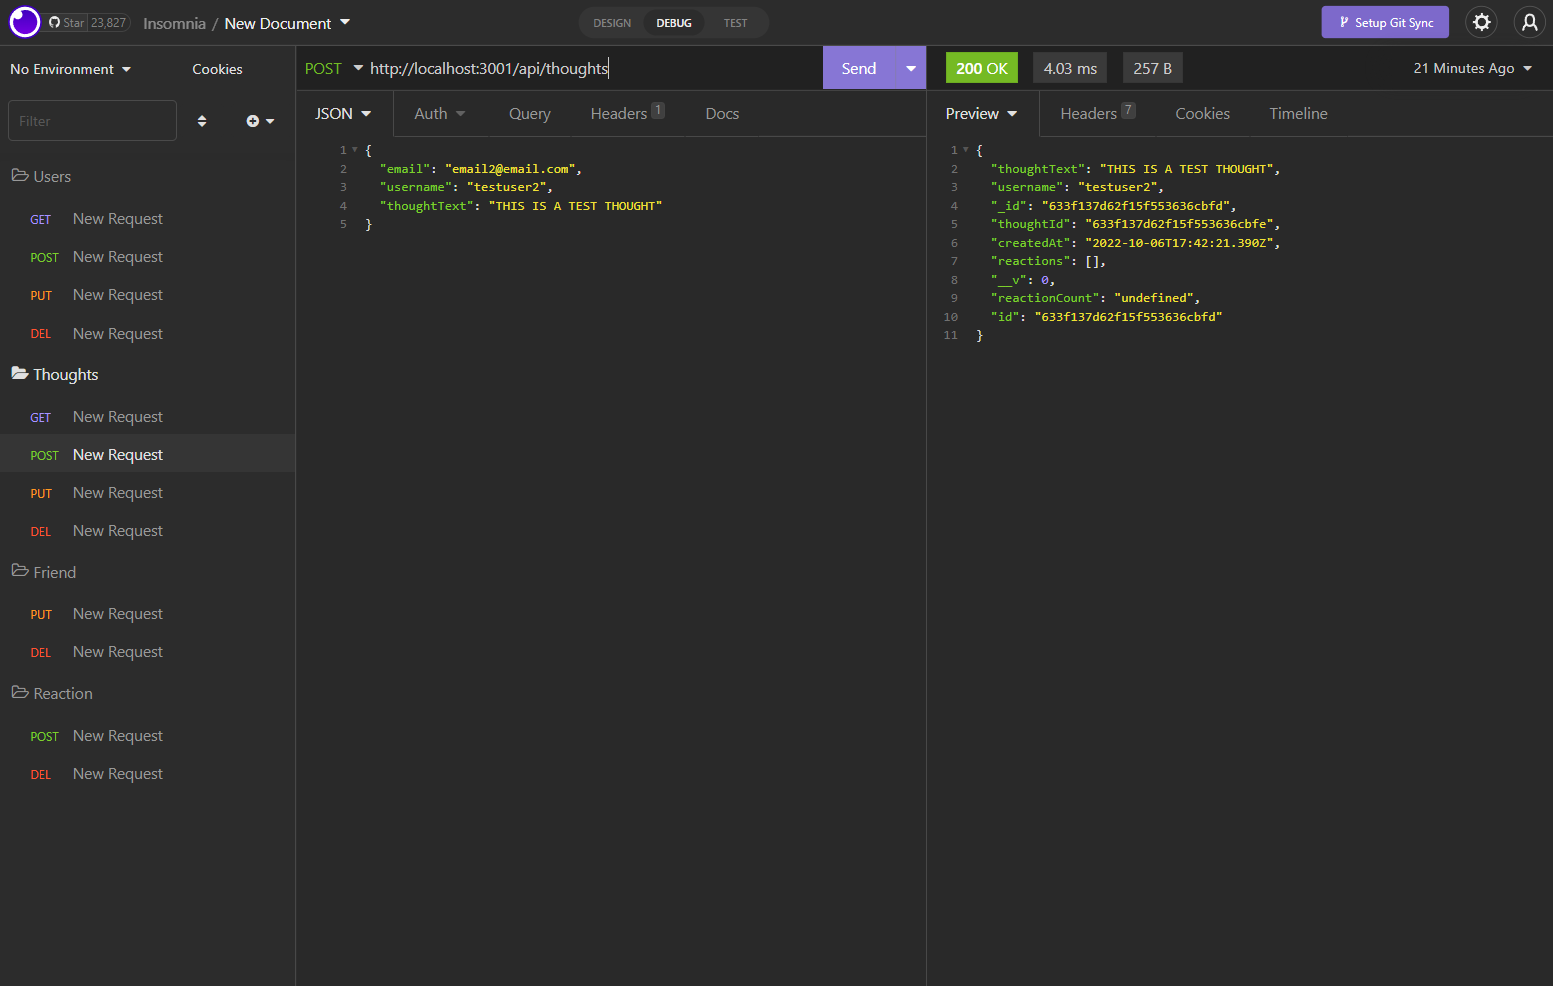 Star 23,827
Insomnia / New Document
DESIGN DEBUG TEST
Setup Git Sync
No Environment
Cookies
Filter
Users
GET New Request
POST New Request
PUT New Request
DEL New Request
Thoughts
GET New Request
POST New Request
PUT New Request
DEL New Request
Friend
PUT New Request
DEL New Request
Reaction
POST New Request
DEL New Request
POST http://localhost:3001/api/thoughts
Send
JSON Auth Query Headers 1 Docs
1 {
2 "email": "email2@email.com",
3 "username": "testuser2",
4 "thoughtText": "THIS IS A TEST THOUGHT"
5 }
200 OK 4.03 ms 257 B
21 Minutes Ago
Preview Headers 7 Cookies Timeline
1 {
2 "thoughtText": "THIS IS A TEST THOUGHT",
3 "username": "testuser2",
4 "_id": "633f137d62f15f553636cbfd",
5 "thoughtId": "633f137d62f15f553636cbfe",
6 "createdAt": "2022-10-06T17:42:21.390Z",
7 "reactions": [],
8 "__v": 0,
9 "reactionCount": "undefined",
10 "id": "633f137d62f15f553636cbfd"
11 }